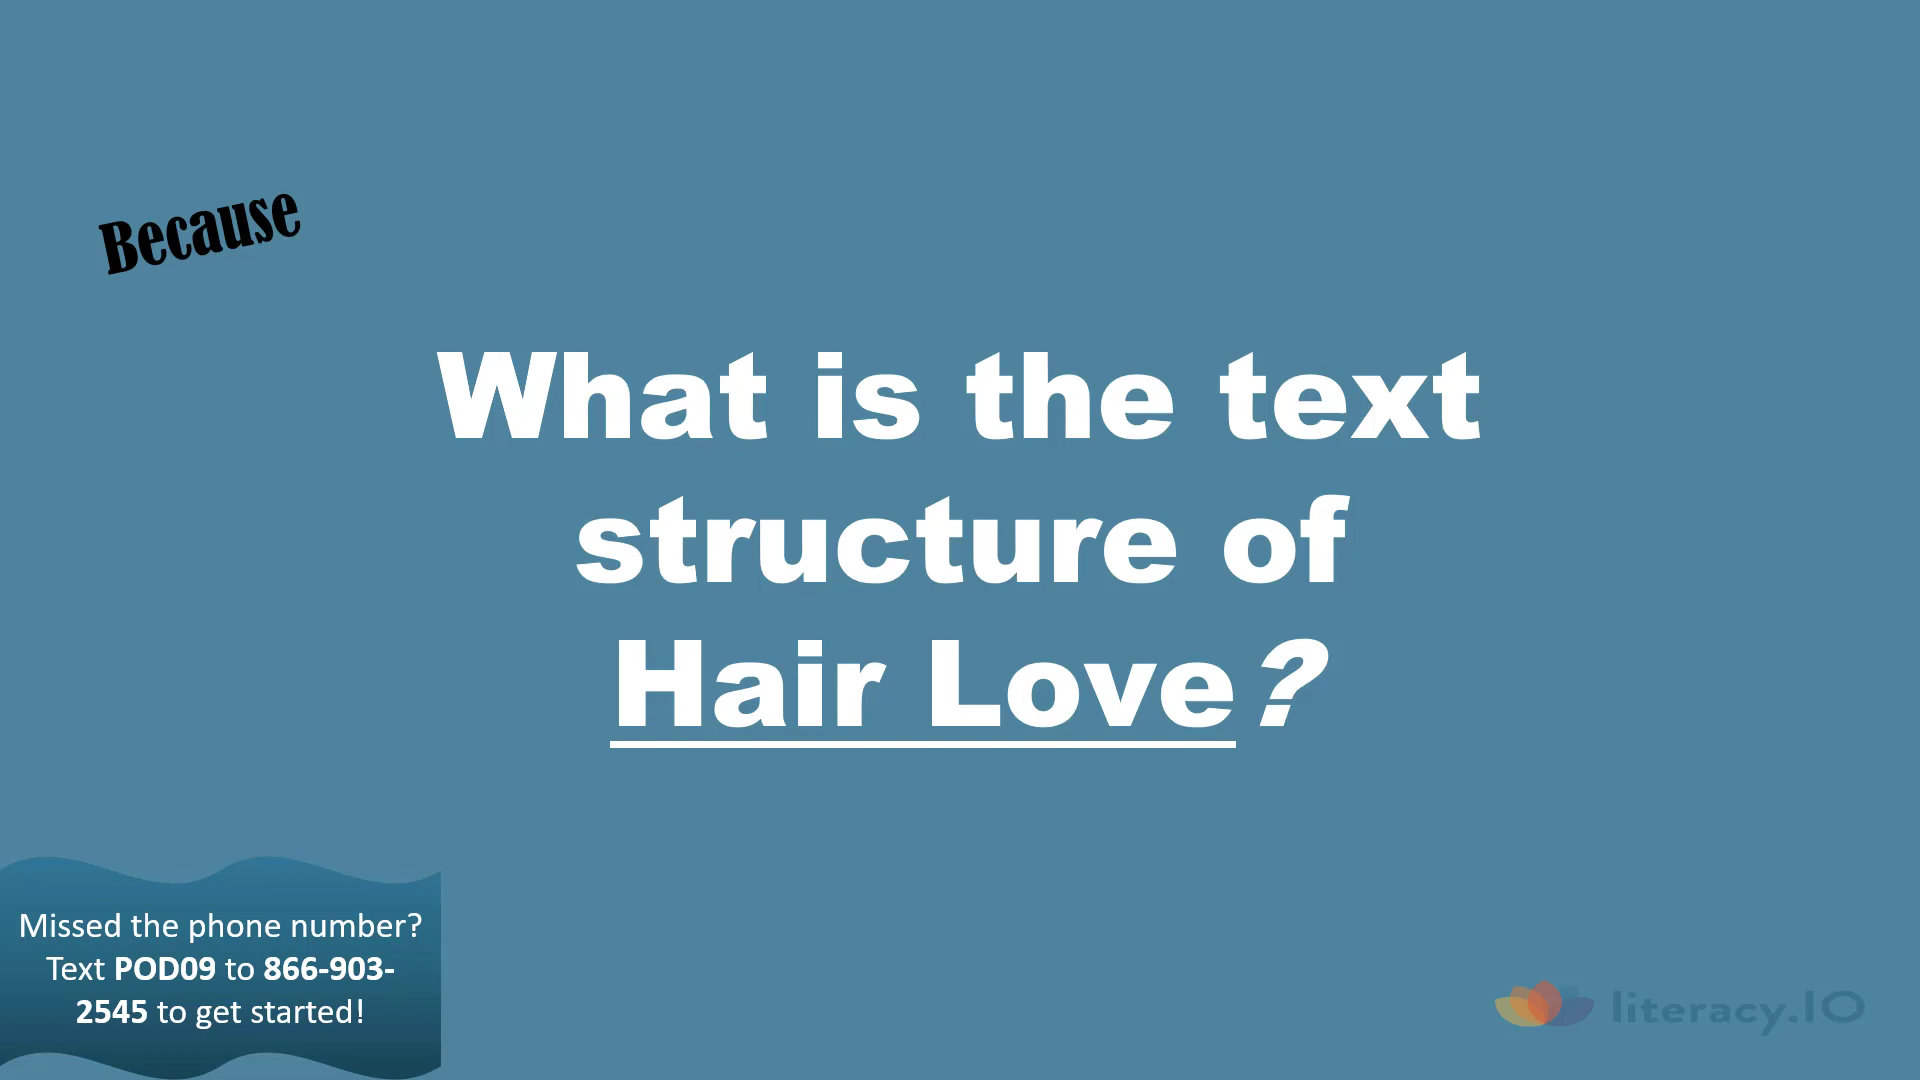 Because
What is the text
structure of
Hair Love?
Missed the phone number?
Text POD09 to 866-903-
2545 to get started!
literacy.IO